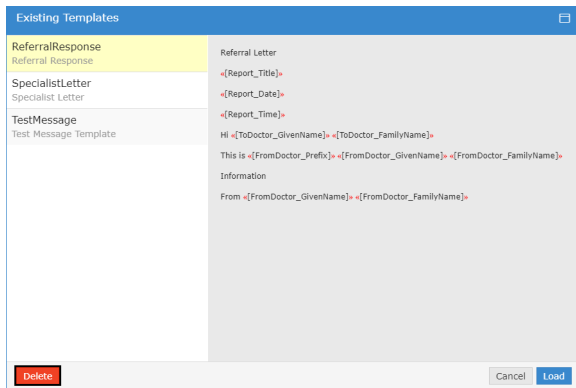 Existing Templates
ReferralResponse
Referral Response
SpecialistLetter
Specialist Letter
TestMessage
Test Message Template
Referral Letter
«[Report_Title]»
«[Report_Date]»
«[Report_Time]»
Hi «[ToDoctor_GivenName]» «[ToDoctor_FamilyName]»
This is «[FromDoctor_Prefix]» «[FromDoctor_GivenName]» «[FromDoctor_FamilyName]»
Information
From «[FromDoctor_GivenName]» «[FromDoctor_FamilyName]»
Delete
Cancel
Load